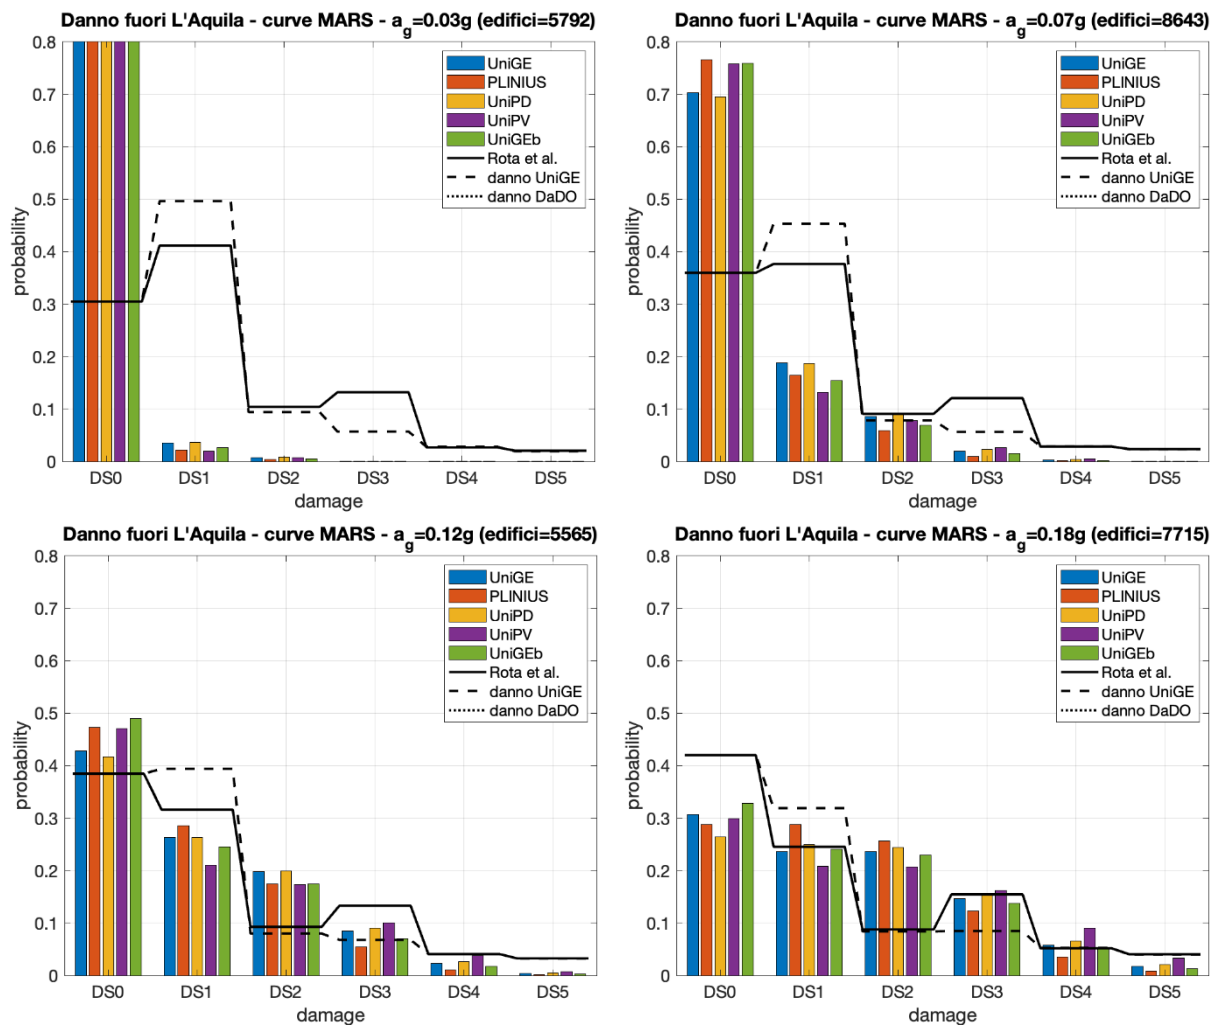 Danno fuori L'Aquila - curve MARS - a_g=0.03g (edifici=5792)
0.8
0.7
0.6
0.5
0.4
0.3
0.2
0.1
0
probability
UniGE
PLINIUS
UniPD
UniPV
UniGEb
Rota et al.
danno UniGE
danno DaDO
DS0 DS1 DS2 DS3 DS4 DS5
damage
Danno fuori L'Aquila - curve MARS - a_g=0.07g (edifici=8643)
0.8
0.7
0.6
0.5
0.4
0.3
0.2
0.1
0
probability
UniGE
PLINIUS
UniPD
UniPV
UniGEb
Rota et al.
danno UniGE
danno DaDO
DS0 DS1 DS2 DS3 DS4 DS5
damage
Danno fuori L'Aquila - curve MARS - a_g=0.12g (edifici=5565)
0.8
0.7
0.6
0.5
0.4
0.3
0.2
0.1
0
probability
UniGE
PLINIUS
UniPD
UniPV
UniGEb
Rota et al.
danno UniGE
danno DaDO
DS0 DS1 DS2 DS3 DS4 DS5
damage
Danno fuori L'Aquila - curve MARS - a_g=0.18g (edifici=7715)
0.8
0.7
0.6
0.5
0.4
0.3
0.2
0.1
0
probability
UniGE
PLINIUS
UniPD
UniPV
UniGEb
Rota et al.
danno UniGE
danno DaDO
DS0 DS1 DS2 DS3 DS4 DS5
damage